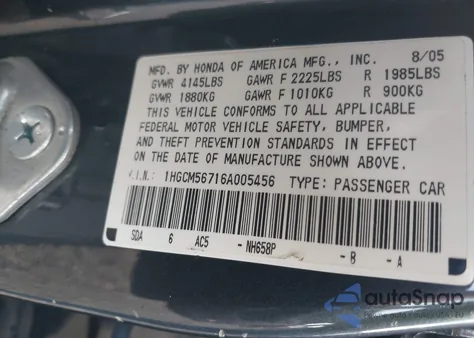 MFD. BY HONDA OF AMERICA MFG., INC. 8/05
GVWR 4145LBS GAWR F 2225LBS R 1985LBS
GVWR 1880KG GAWR F 1010KG R 900KG
THIS VEHICLE CONFORMS TO ALL APPLICABLE
FEDERAL MOTOR VEHICLE SAFETY, BUMPER,
AND THEFT PREVENTION STANDARDS IN EFFECT
ON THE DATE OF MANUFACTURE SHOWN ABOVE.
V.I.N.: 1HGCM56716A005456 TYPE: PASSENGER CAR
SDA 6 AC5 -NH658P -B -A
autaSnap